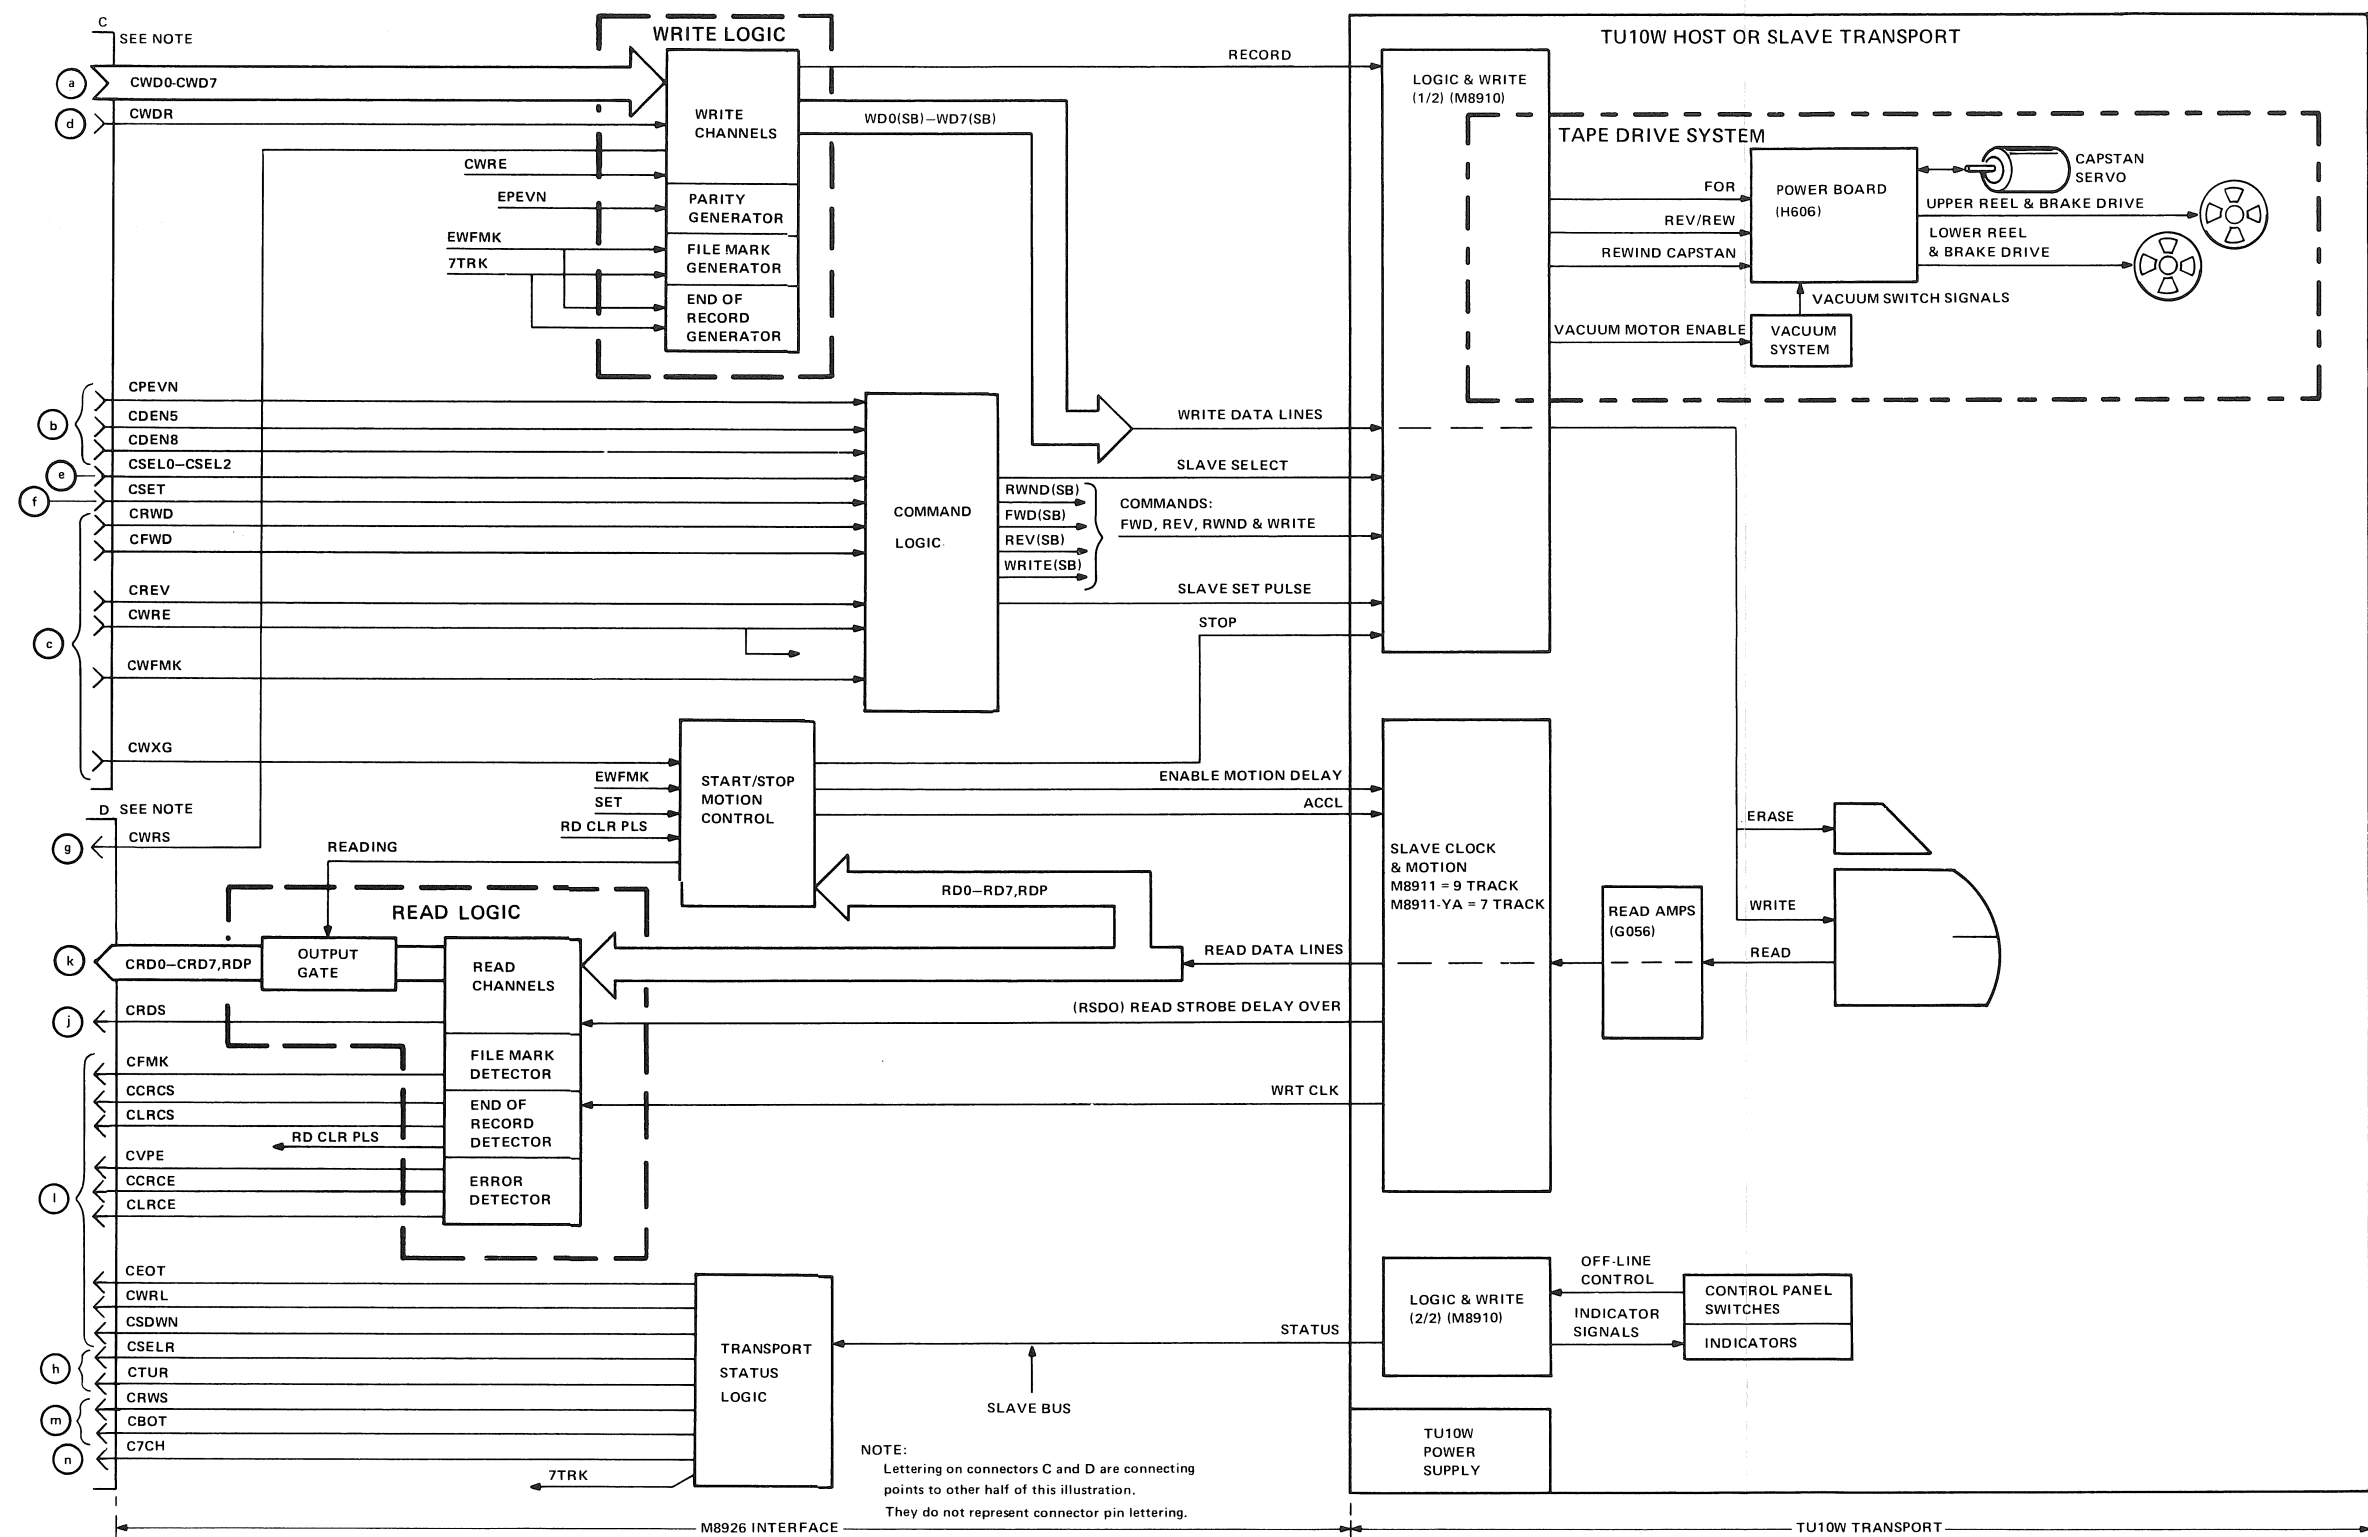 C
SEE NOTE
WRITE LOGIC
TU10W HOST OR SLAVE TRANSPORT
RECORD
a
CWD0-CWD7
LOGIC & WRITE
(1/2) (M8910)
d
CWDR
WRITE
CHANNELS
WD0(SB)–WD7(SB)
TAPE DRIVE SYSTEM
CWRE
EPEVN
PARITY
GENERATOR
EWFMK
7TRK
FILE MARK
GENERATOR
END OF
RECORD
GENERATOR
FOR
REV/REW
REWIND CAPSTAN
POWER BOARD
(H606)
CAPSTAN
SERVO
UPPER REEL & BRAKE DRIVE
LOWER REEL
& BRAKE DRIVE
VACUUM SWITCH SIGNALS
VACUUM MOTOR ENABLE
VACUUM
SYSTEM
b
CPEVN
CDEN5
CDEN8
e
CSEL0–CSEL2
f
CSET
c
CRWD
CFWD
CREV
CWRE
CWFMK
CWXG
COMMAND
LOGIC
WRITE DATA LINES
SLAVE SELECT
RWND(SB)
FWD(SB)
REV(SB)
WRITE(SB)
COMMANDS:
FWD, REV, RWND & WRITE
SLAVE SET PULSE
STOP
EWFMK
SET
RD CLR PLS
START/STOP
MOTION
CONTROL
ENABLE MOTION DELAY
ACCL
D
SEE NOTE
g
CWRS
READING
READ LOGIC
RD0–RD7,RDP
SLAVE CLOCK
& MOTION
M8911 = 9 TRACK
M8911-YA = 7 TRACK
ERASE
WRITE
READ
READ AMPS
(G056)
k
CRD0–CRD7,RDP
OUTPUT
GATE
READ
CHANNELS
READ DATA LINES
j
CRDS
(RSDO) READ STROBE DELAY OVER
l
CFMK
FILE MARK
DETECTOR
CCRCS
CLRCS
END OF
RECORD
DETECTOR
WRT CLK
RD CLR PLS
CVPE
CCRCE
CLRCE
ERROR
DETECTOR
CEOT
CWRL
CSDWN
h
CSELR
CTUR
m
CRWS
CBOT
n
C7CH
TRANSPORT
STATUS
LOGIC
7TRK
STATUS
SLAVE BUS
LOGIC & WRITE
(2/2) (M8910)
OFF-LINE
CONTROL
INDICATOR
SIGNALS
CONTROL PANEL
SWITCHES
INDICATORS
TU10W
POWER
SUPPLY
NOTE:
Lettering on connectors C and D are connecting
points to other half of this illustration.
They do not represent connector pin lettering.
M8926 INTERFACE
TU10W TRANSPORT